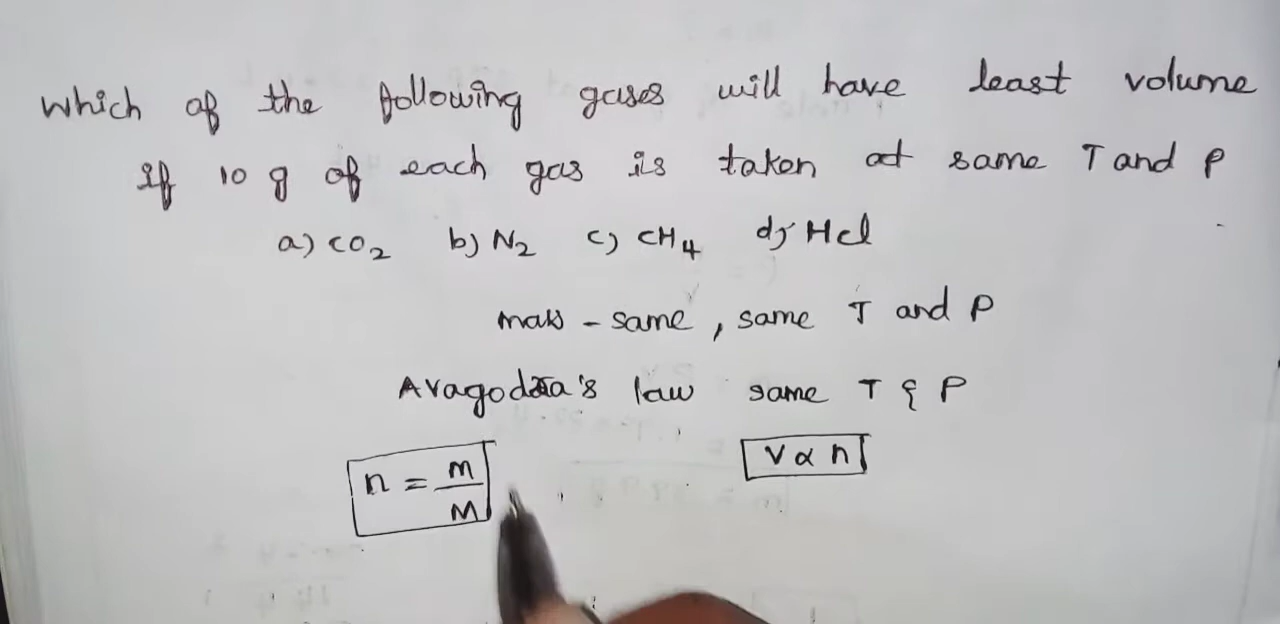 which of the following gases will have least volume
if 10 g of each gas is taken at same T and P
a) CO2 b) N2 c) CH4 d) Hcl
mass - same, same T and P
law same T & P
n = m/M V ∝ n